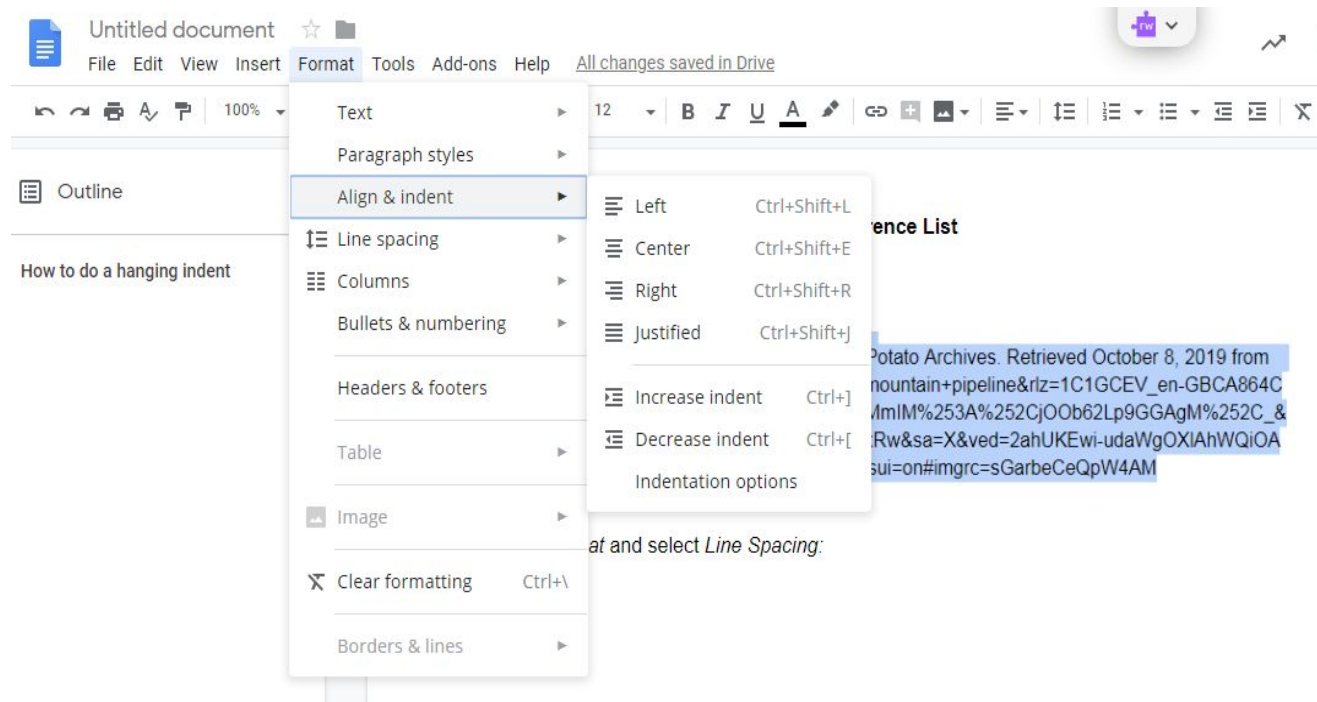 Untitled document
File Edit View Insert Format Tools Add-ons Help All changes saved in Drive
rw
100% 12 B I U A
Outline
How to do a hanging indent
Text
Paragraph styles
Align & indent
Line spacing
Columns
Bullets & numbering
Headers & footers
Table
Image
Clear formatting Ctrl+\
Borders & lines
Left Ctrl+Shift+L
Center Ctrl+Shift+E
Right Ctrl+Shift+R
Justified Ctrl+Shift+J
Increase indent Ctrl+]
Decrease indent Ctrl+[
Indentation options
ence List
Potato Archives. Retrieved October 8, 2019 from
mountain+pipeline&rlz=1C1GCEV_en-GBCA864C
MmIM%253A%252CjOOb62Lp9GGAgM%252C_&
Rw&sa=X&ved=2ahUKEwi-udaWgOXlAhWQiOA
sui=on#imgrc=sGarbeCeQpW4AM
at and select Line Spacing: